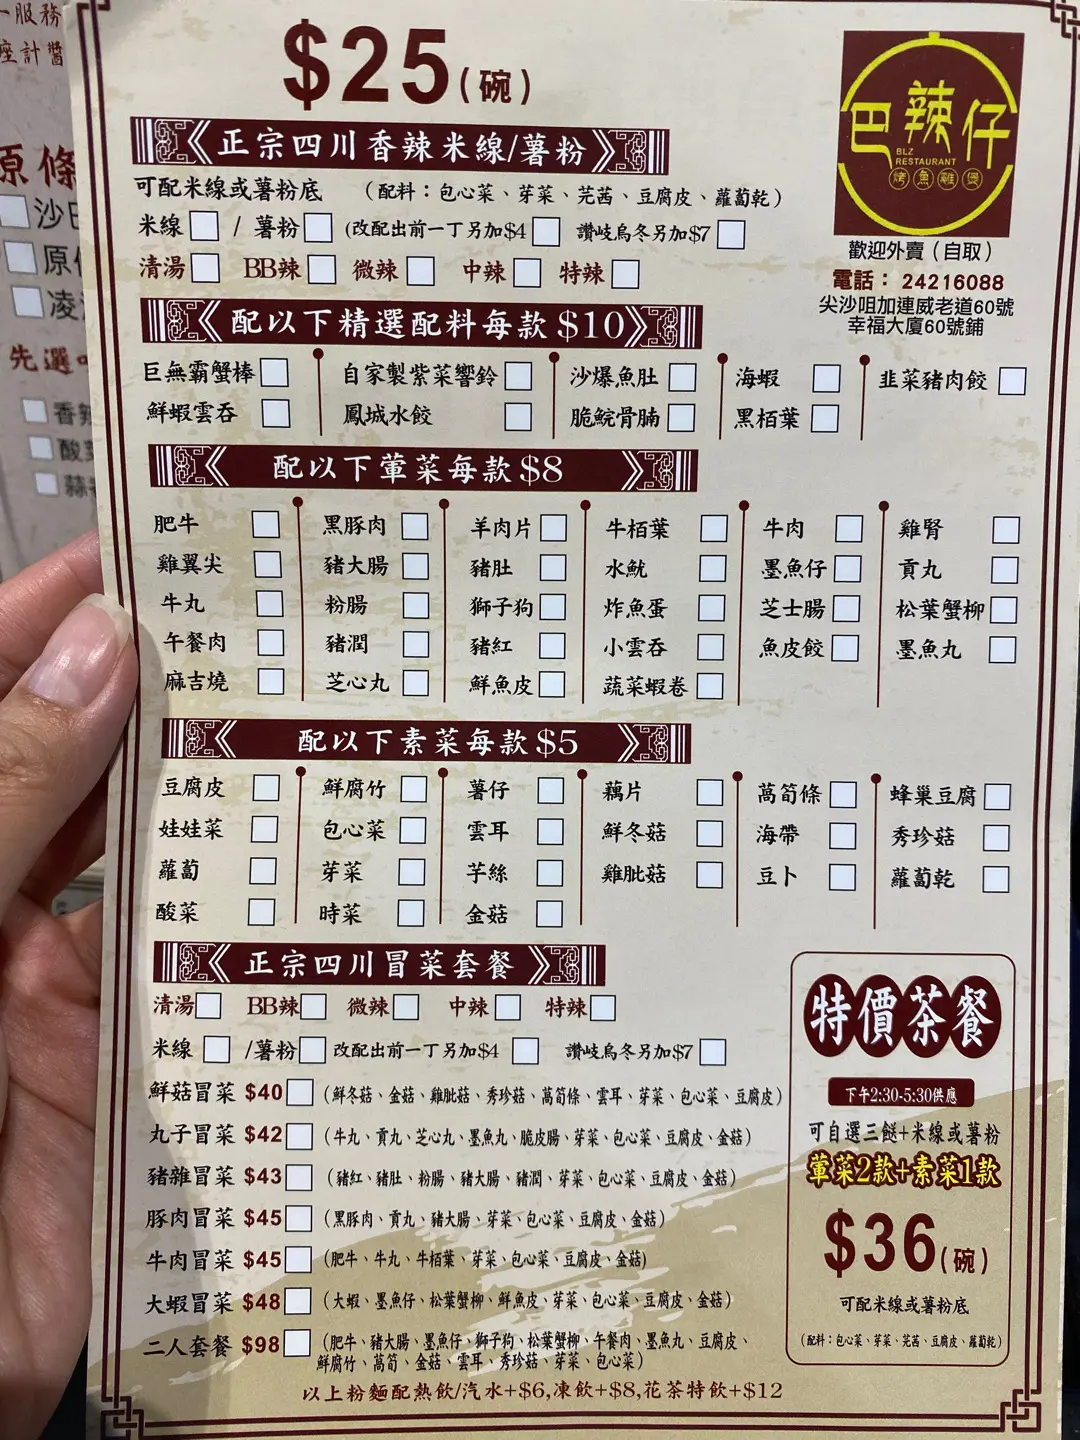 一服務
座計醬
原條
沙巴
原條
凌
先選
香辣
酸菜
蒜
$25(碗)
巴辣仔
BLZ
RESTAURANT
烤魚雞煲
歡迎外賣（自取）
電話：24216088
尖沙咀加連威老道60號
幸福大廈60號鋪
正宗四川香辣米線/薯粉
可配米線或薯粉底 （配料：包心菜、芽菜、芫茜、豆腐皮、蘿蔔乾）
米線 / 薯粉 (改配出前一丁另加$4 讚岐烏冬另加$7
清湯 BB辣 微辣 中辣 特辣
配以下精選配料每款$10
巨無霸蟹棒 自家製紫菜響鈴 沙爆魚肚 海蝦 韭菜豬肉餃
鮮蝦雲吞 鳳城水餃 脆鯇骨腩 黑栢葉
配以下葷菜每款$8
肥牛 黑豚肉 羊肉片 牛栢葉 牛肉 雞腎
雞翼尖 豬大腸 豬肚 水魷 墨魚仔 貢丸
牛丸 粉腸 獅子狗 炸魚蛋 芝士腸 松葉蟹柳
午餐肉 豬潤 豬紅 小雲吞 魚皮餃 墨魚丸
麻吉燒 芝心丸 鮮魚皮 蔬菜蝦卷
配以下素菜每款$5
豆腐皮 鮮腐竹 薯仔 藕片 萵筍條 蜂巢豆腐
娃娃菜 包心菜 雲耳 鮮冬菇 海帶 秀珍菇
蘿蔔 芽菜 芋絲 雞肶菇 豆卜 蘿蔔乾
酸菜 時菜 金菇
正宗四川冒菜套餐
清湯 BB辣 微辣 中辣 特辣
米線 /薯粉 改配出前一丁另加$4 讚岐烏冬另加$7
鮮菇冒菜 $40 （鮮冬菇、金菇、雞肶菇、秀珍菇、萵筍條、雲耳、芽菜、包心菜、豆腐皮）
丸子冒菜 $42 （牛丸、貢丸、芝心丸、墨魚丸、脆皮腸、芽菜、包心菜、豆腐皮、金菇）
豬雜冒菜 $43 （豬紅、豬肚、粉腸、豬大腸、豬潤、芽菜、包心菜、豆腐皮、金菇）
豚肉冒菜 $45 （黑豚肉、貢丸、豬大腸、芽菜、包心菜、豆腐皮、金菇）
牛肉冒菜 $45 （肥牛、牛丸、牛栢葉、芽菜、包心菜、豆腐皮、金菇）
大蝦冒菜 $48 （大蝦、墨魚仔、松葉蟹柳、鮮魚皮、芽菜、包心菜、豆腐皮、金菇）
二人套餐 $98 （肥牛、豬大腸、墨魚仔、獅子狗、松葉蟹柳、午餐肉、墨魚丸、豆腐皮、
鮮腐竹、萵筍、金菇、雲耳、秀珍菇、芽菜、包心菜）
以上粉麵配熱飲/汽水+$6,凍飲+$8,花茶特飲+$12
特價茶餐
下午2:30-5:30供應
可自選三餸+米線或薯粉
葷菜2款+素菜1款
$36(碗)
可配米線或薯粉底
（配料：包心菜、芽菜、芫茜、豆腐皮、蘿蔔乾）